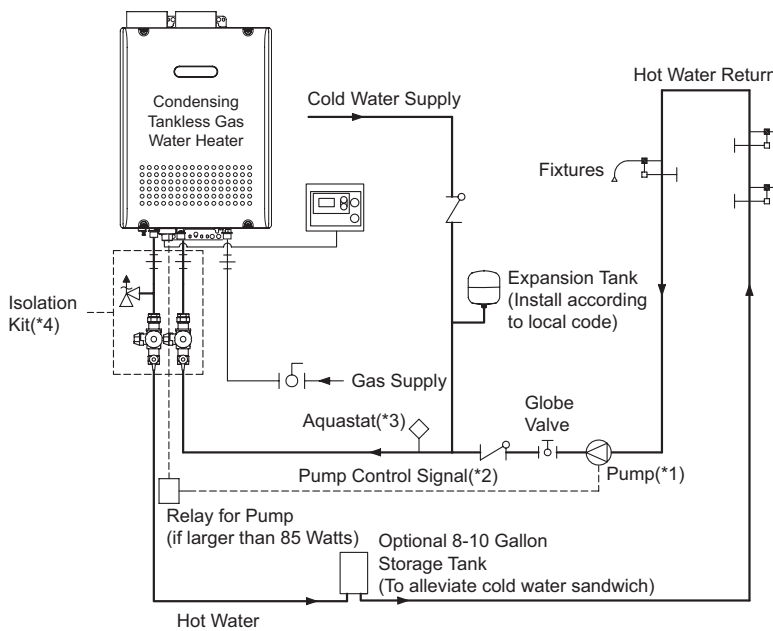 Condensing
Tankless Gas
Water Heater
Cold Water Supply
Hot Water Return
Fixtures
Isolation
Kit(*4)
Expansion Tank
(Install according
to local code)
Gas Supply
Aquastat(*3)
Globe
Valve
Pump Control Signal(*2)
Pump(*1)
Relay for Pump
(if larger than 85 Watts)
Optional 8-10 Gallon
Storage Tank
(To alleviate cold water sandwich)
Hot Water